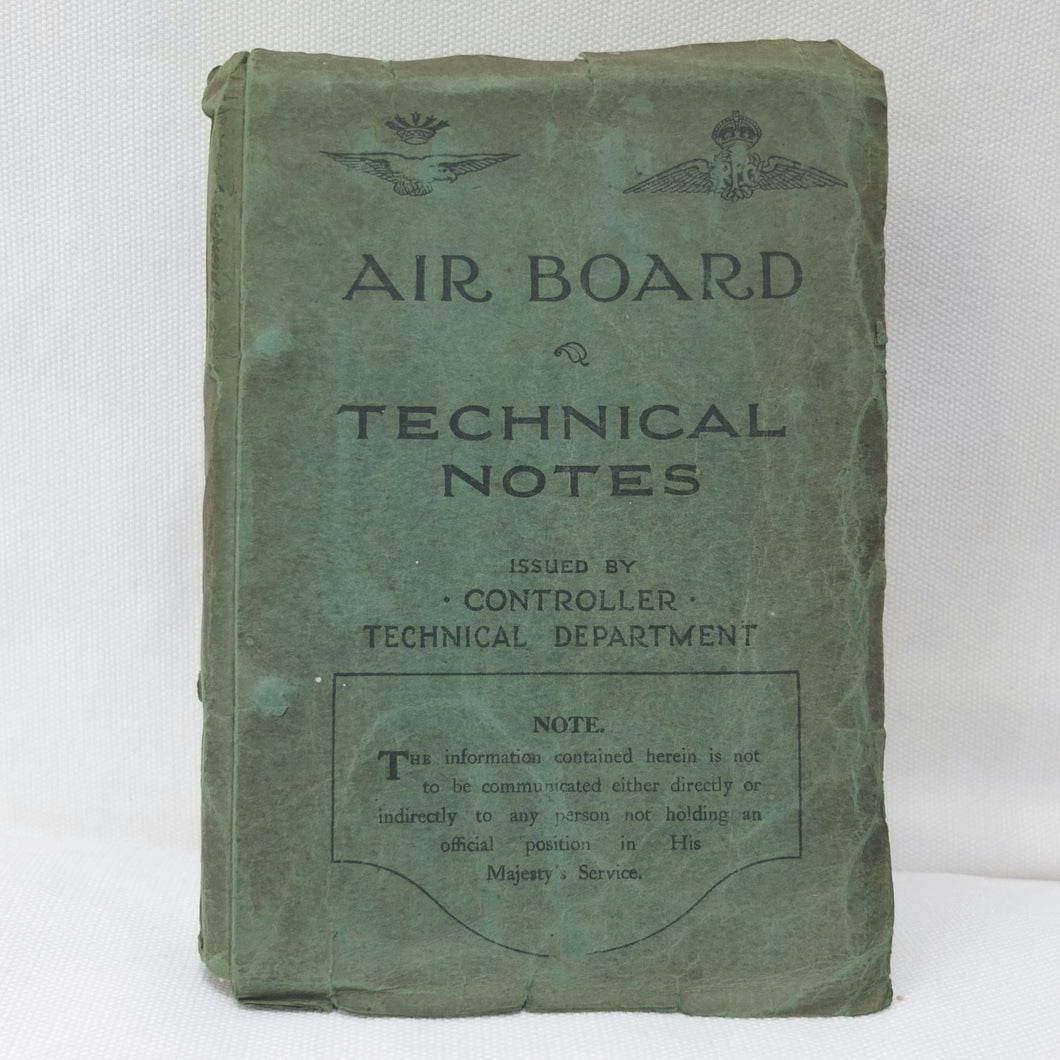 RFC
AIR BOARD
TECHNICAL
NOTES
ISSUED BY
· CONTROLLER ·
TECHNICAL DEPARTMENT
NOTE.
THE information contained herein is not
to be communicated either directly or
indirectly to any person not holding an
official position in His
Majesty's Service.